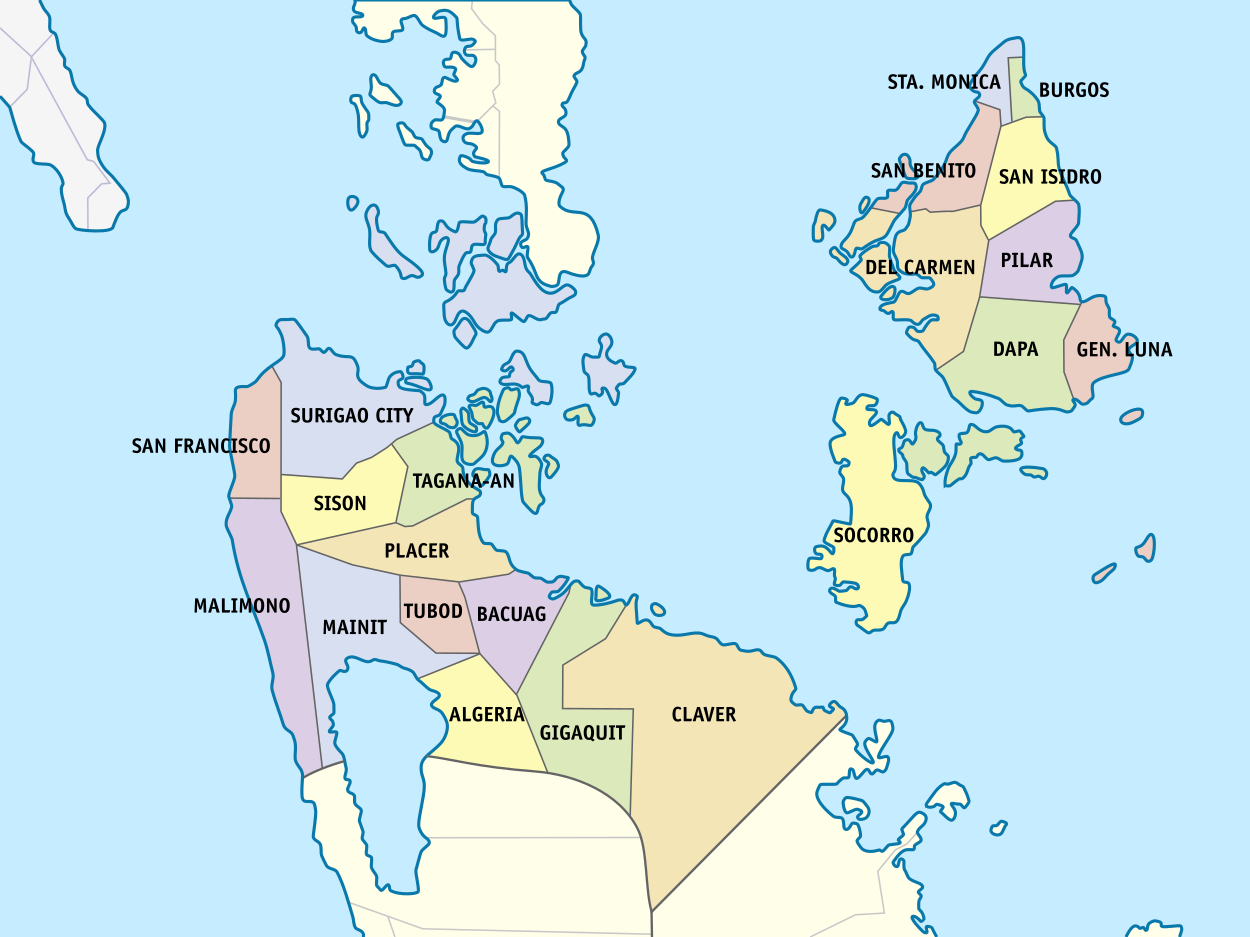 STA. MONICA
BURGOS
SAN BENITO
SAN ISIDRO
DEL CARMEN
PILAR
DAPA
GEN. LUNA
SURIGAO CITY
SAN FRANCISCO
TAGANA-AN
SISON
SOCORRO
PLACER
MALIMONO
TUBOD
BACUAG
MAINIT
ALGERIA
CLAVER
GIGAQUIT